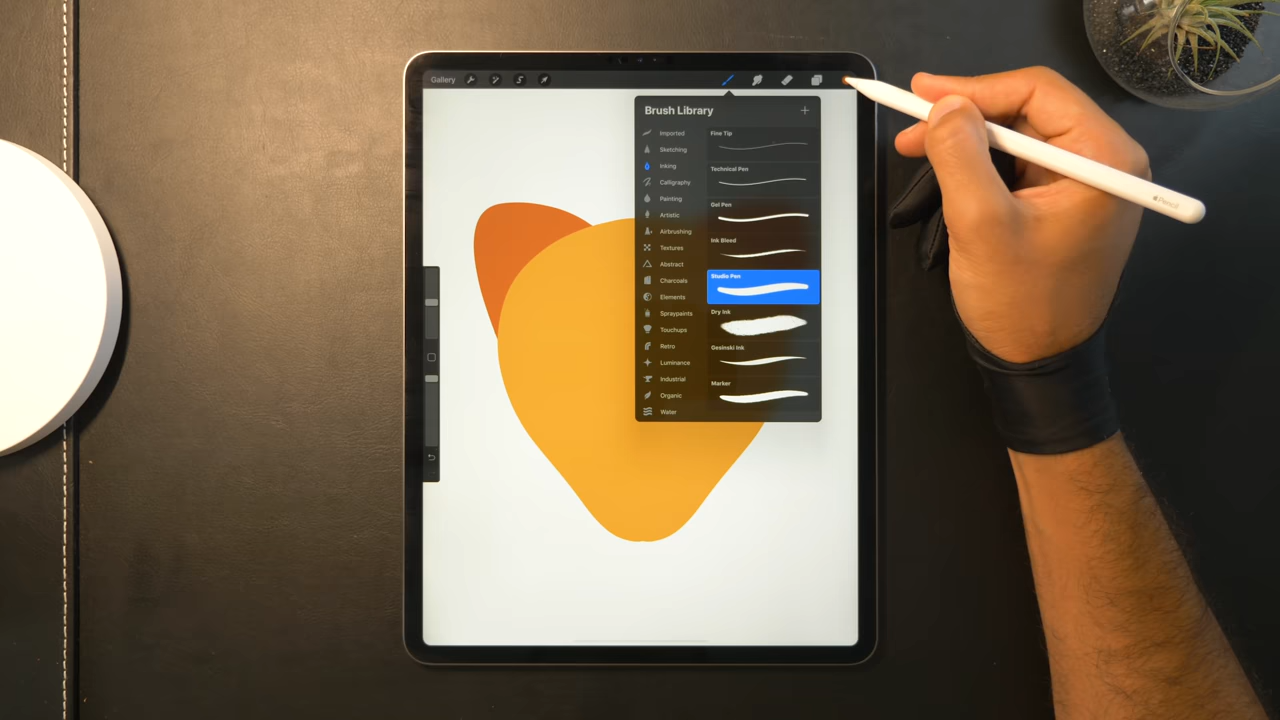 Gallery
Brush Library
Imported
Sketching
Inking
Calligraphy
Painting
Artistic
Airbrushing
Textures
Abstract
Charcoals
Elements
Spraypaints
Touchups
Retro
Luminance
Industrial
Organic
Water
Fine Tip
Technical Pen
Gel Pen
Ink Bleed
Studio Pen
Dry Ink
Gesinski Ink
Marker
Pencil